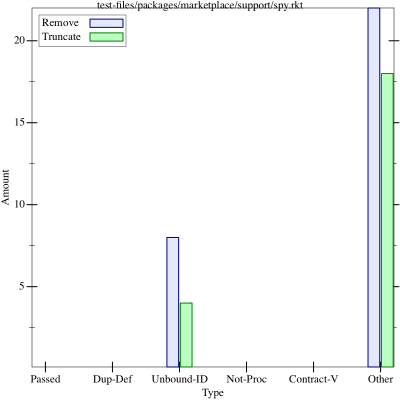 test-files/packages/marketplace/support/spy.rkt
Remove
Truncate
20
15
10
5
Amount
Passed Dup-Def Unbound-ID Not-Proc Contract-V Other
Type